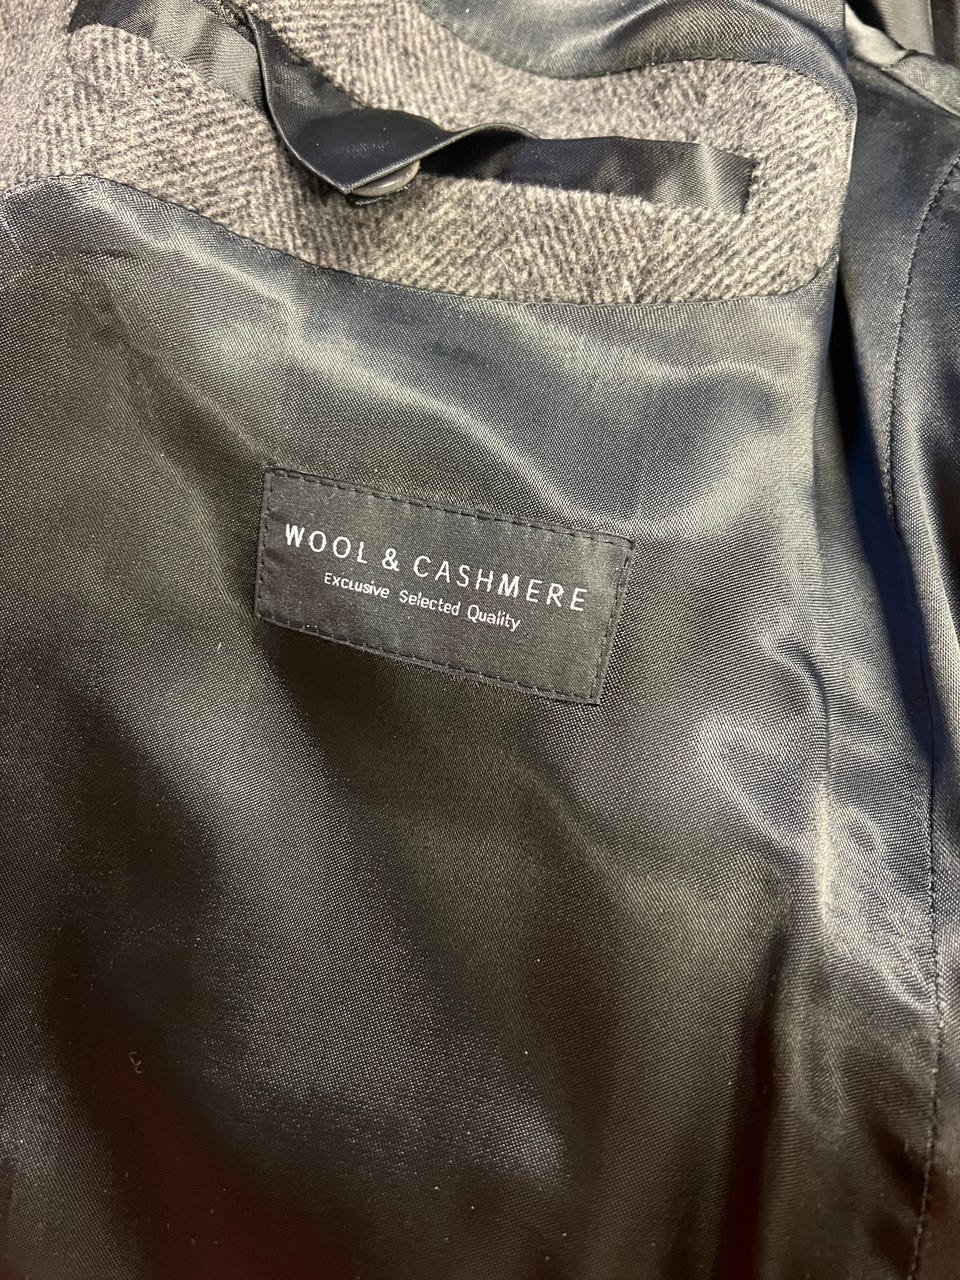 WOOL & CASHMERE
Exclusive Selected Quality